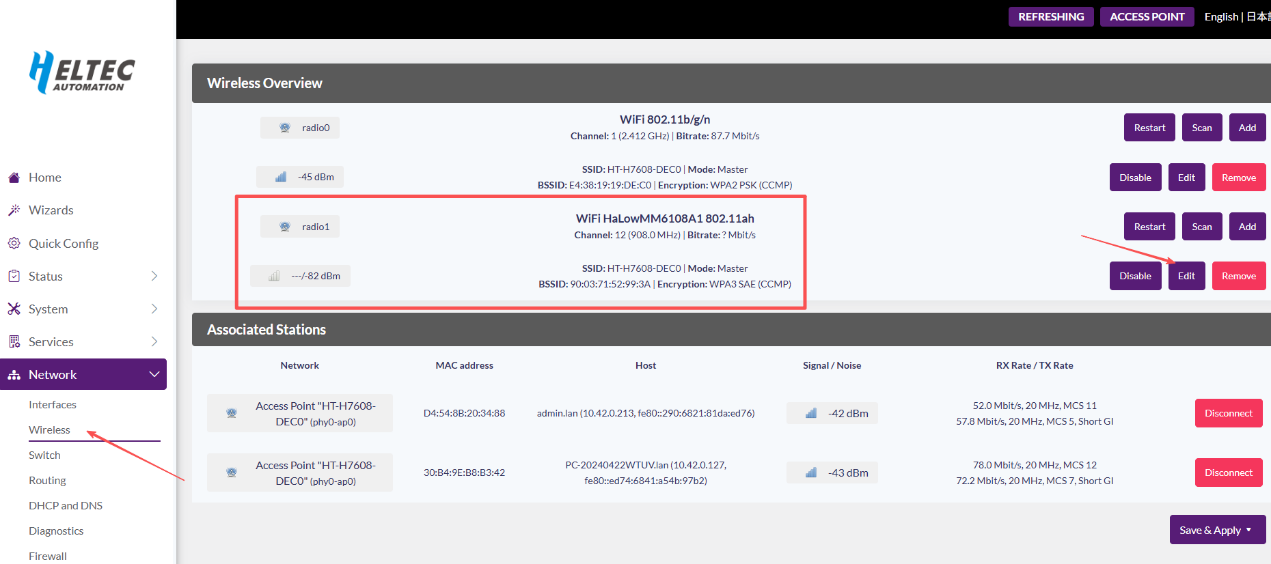 REFRESHING ACCESS POINT English | 日本
HELTEC
AUTOMATION
Home
Wizards
Quick Config
Status
System
Services
Network
Interfaces
Wireless
Switch
Routing
DHCP and DNS
Diagnostics
Firewall
Wireless Overview
radio0
WiFi 802.11b/g/n
Channel: 1 (2.412 GHz) | Bitrate: 87.7 Mbit/s
Restart Scan Add
-45 dBm
SSID: HT-H7608-DEC0 | Mode: Master
BSSID: E4:38:19:19:DE:C0 | Encryption: WPA2 PSK (CCMP)
Disable Edit Remove
radio1
WiFi HaLowMM6108A1 802.11ah
Channel: 12 (908.0 MHz) | Bitrate: ? Mbit/s
Restart Scan Add
---/-82 dBm
SSID: HT-H7608-DEC0 | Mode: Master
BSSID: 90:03:71:52:99:3A | Encryption: WPA3 SAE (CCMP)
Disable Edit Remove
Associated Stations
Network MAC address Host Signal / Noise RX Rate / TX Rate
Access Point "HT-H7608-
DEC0" (phy0-ap0)
D4:54:8B:20:34:88
admin.lan (10.42.0.213, fe80::290:6821:81da:ed76)
-42 dBm
52.0 Mbit/s, 20 MHz, MCS 11
57.8 Mbit/s, 20 MHz, MCS 5, Short GI
Disconnect
Access Point "HT-H7608-
DEC0" (phy0-ap0)
30:B4:9E:B8:B3:42
PC-20240422WTUV.lan (10.42.0.127,
fe80::ed74:6841:a54b:97b2)
-43 dBm
78.0 Mbit/s, 20 MHz, MCS 12
72.2 Mbit/s, 20 MHz, MCS 7, Short GI
Disconnect
Save & Apply